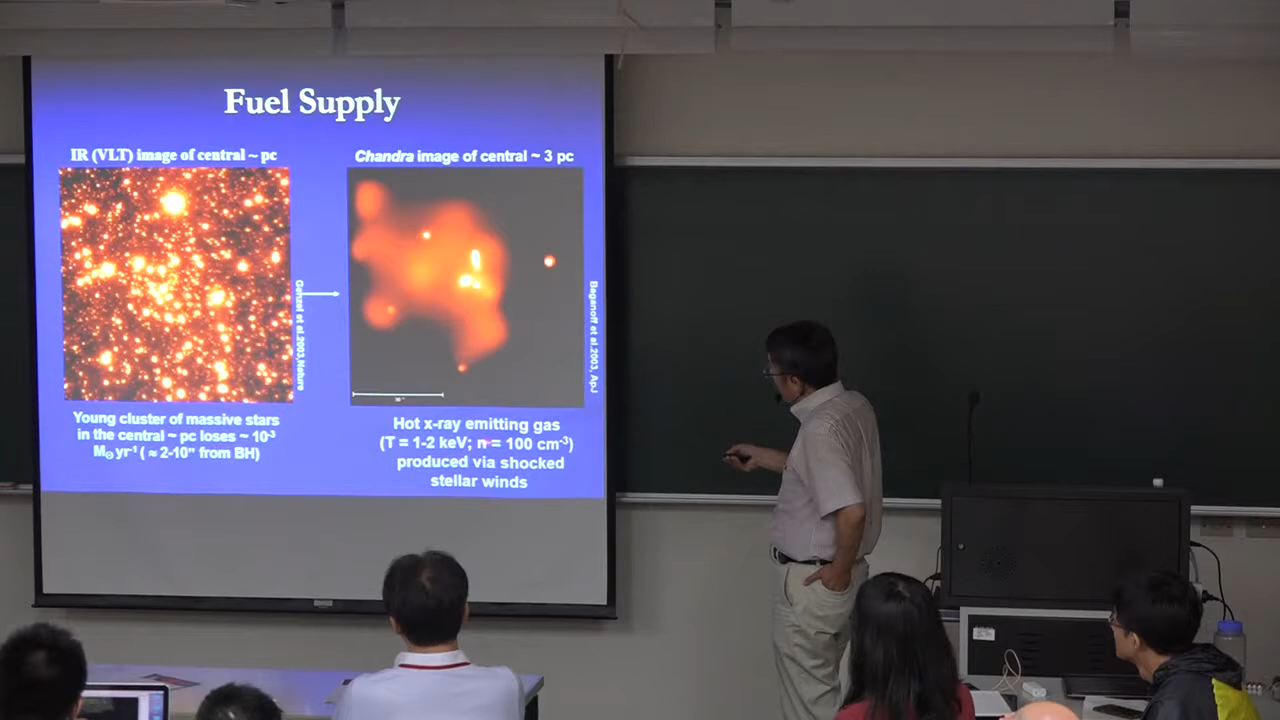 Fuel Supply
IR (VLT) image of central ~ pc
Chandra image of central ~ 3 pc
Genzel et al.2003,Nature
Baganoff et al.2003, ApJ
Young cluster of massive stars
in the central ~ pc loses ~ 10⁻³
M⊙ yr⁻¹ ( ≈ 2-10" from BH)
Hot x-ray emitting gas
(T = 1-2 keV; n = 100 cm⁻³)
produced via shocked
stellar winds